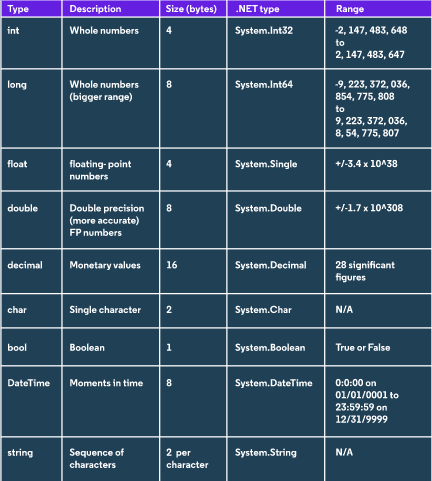 Type Description Size (bytes) .NET type Range
int Whole numbers 4 System.Int32 -2, 147, 483, 648
to
2, 147, 483, 647
long Whole numbers 8 System.Int64 -9, 223, 372, 036,
(bigger range) 854, 775, 808
to
9, 223, 372, 036,
8, 54, 775, 807
float floating-point 4 System.Single +/-3.4 x 10^38
numbers
double Double precision 8 System.Double +/-1.7 x 10^308
(more accurate)
FP numbers
decimal Monetary values 16 System.Decimal 28 significant
figures
char Single character 2 System.Char N/A
bool Boolean 1 System.Boolean True or False
DateTime Moments in time 8 System.DateTime 0:0:00 on
01/01/0001 to
23:59:59 on
12/31/9999
string Sequence of 2 per System.String N/A
characters character